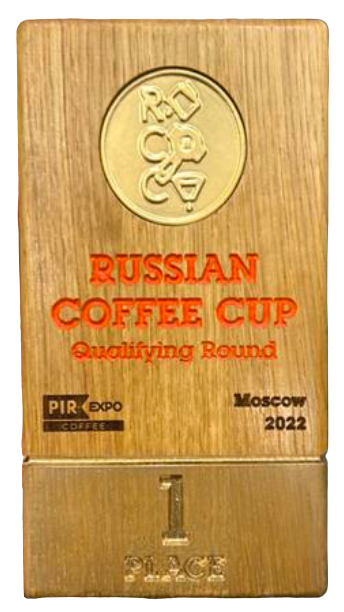 RUSSIAN
COFFEE CUP
Qualifying Round
PIR EXPO
COFFEE
Moscow
2022
1
PLACE